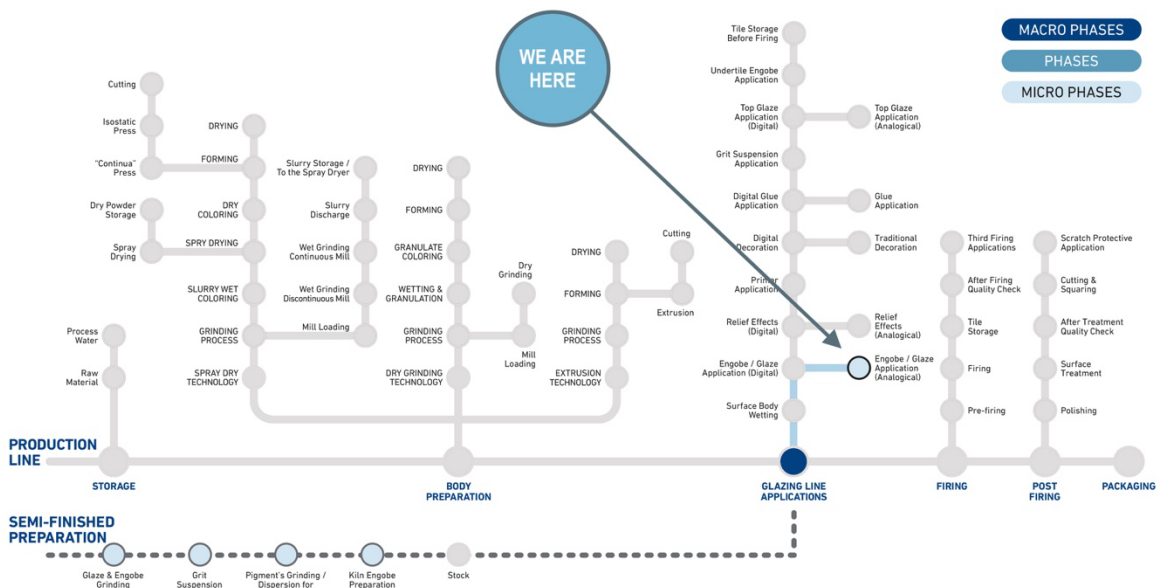 WE ARE
HERE
MACRO PHASES
PHASES
MICRO PHASES
Cutting
Isostatic
Press
"Continua"
Press
Dry Powder
Storage
Spray
Drying
Process
Water
Raw
Material
DRYING
FORMING
DRY
COLORING
SPRY DRYING
SLURRY WET
COLORING
GRINDING
PROCESS
SPRAY DRY
TECHNOLOGY
Slurry Storage /
To the Spray Dryer
Slurry
Discharge
Wet Grinding
Continuous Mill
Wet Grinding
Discontinuous Mill
Mill Loading
DRYING
FORMING
GRANULATE
COLORING
WETTING &
GRANULATION
GRINDING
PROCESS
DRY GRINDING
TECHNOLOGY
Dry
Grinding
Mill
Loading
DRYING
FORMING
GRINDING
PROCESS
EXTRUSION TECHNOLOGY
Cutting
Extrusion
Tile Storage
Before Firing
Undertile Engobe
Application
Top Glaze
Application
(Digital)
Top Glaze
Application
(Analogical)
Grit Suspension
Application
Digital Glue
Application
Glue
Application
Digital
Decoration
Traditional
Decoration
Primer
Application
Relief Effects
(Digital)
Relief
Effects
(Analogical)
Engobe / Glaze
Application (Digital)
Engobe / Glaze
Application
(Analogical)
Surface Body
Wetting
Third Firing
Applications
After Firing
Quality Check
Tile
Storage
Firing
Pre-firing
Scratch Protective
Application
Cutting &
Squaring
After Treatment
Quality Check
Surface
Treatment
Polishing
PRODUCTION
LINE
STORAGE
BODY
PREPARATION
GLAZING LINE
APPLICATIONS
FIRING
POST
FIRING
PACKAGING
SEMI-FINISHED
PREPARATION
Glaze & Engobe
Grinding
Grit
Suspension
Pigment's Grinding /
Dispersion for
Kiln Engobe
Preparation
Stock